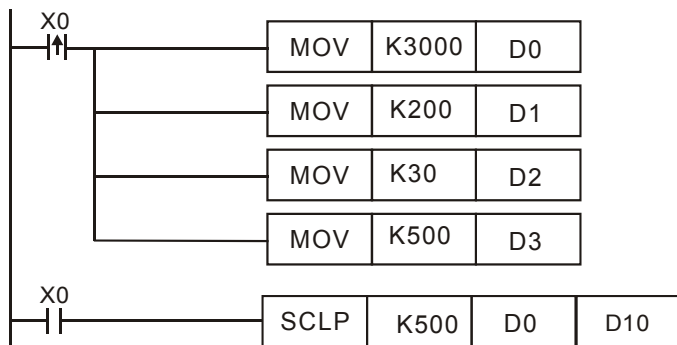 X0
MOV K3000 D0
MOV K200 D1
MOV K30 D2
MOV K500 D3
X0
SCLP K500 D0 D10